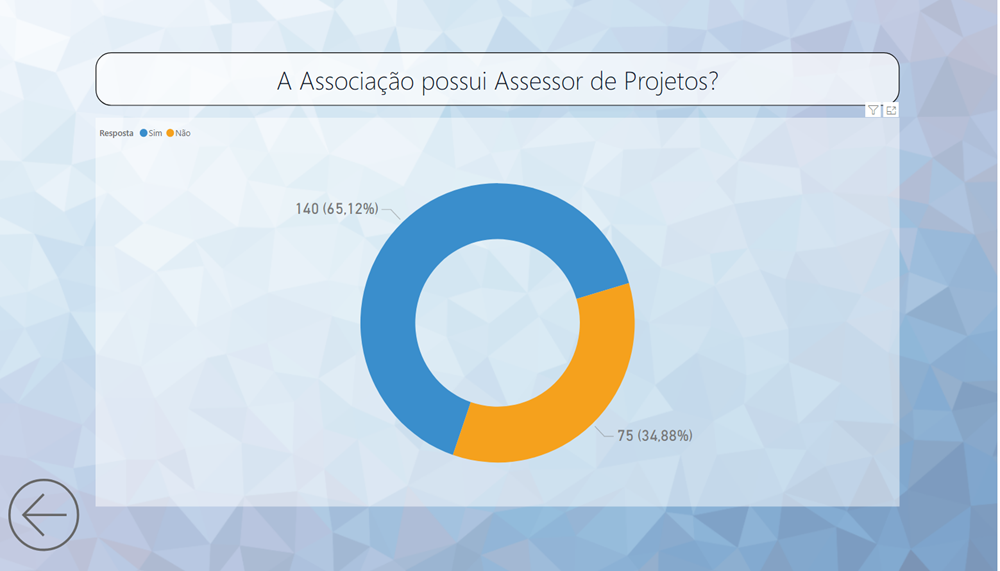 A Associação possui Assessor de Projetos?
Resposta Sim Não
140 (65,12%)
75 (34,88%)